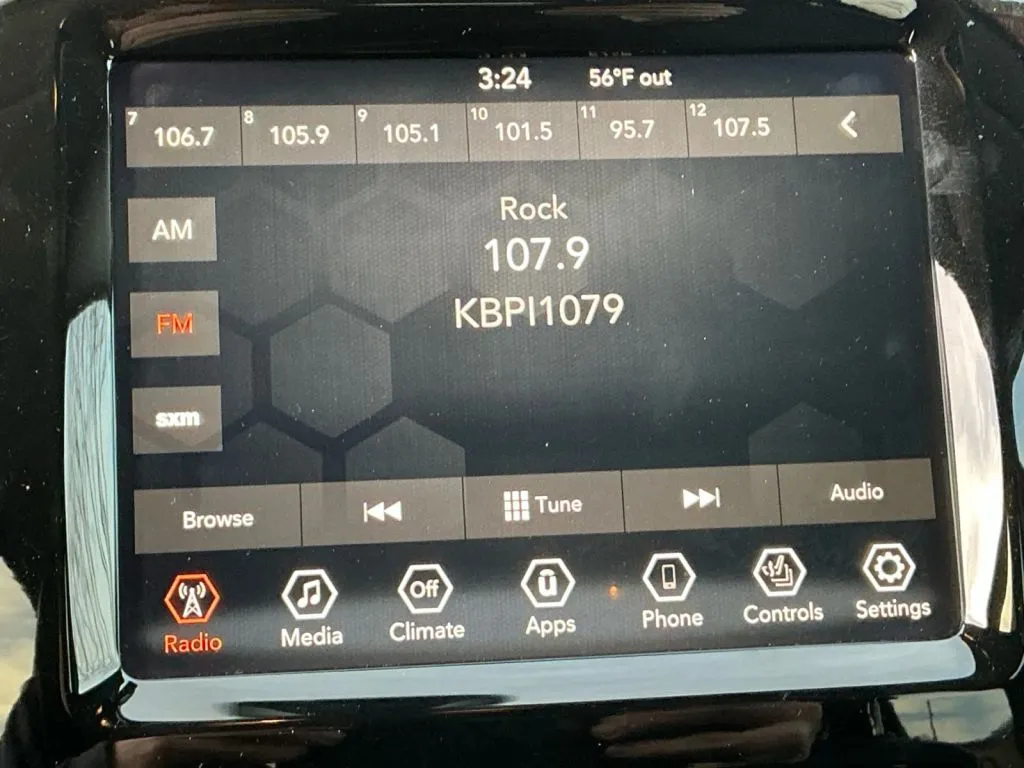 3:24 56°F out
7 106.7 8 105.9 9 105.1 10 101.5 11 95.7 12 107.5
Rock
107.9
KBPI1079
AM
FM
sxm
Browse Tune Audio
Off ū
Radio Media Climate Apps Phone Controls Settings